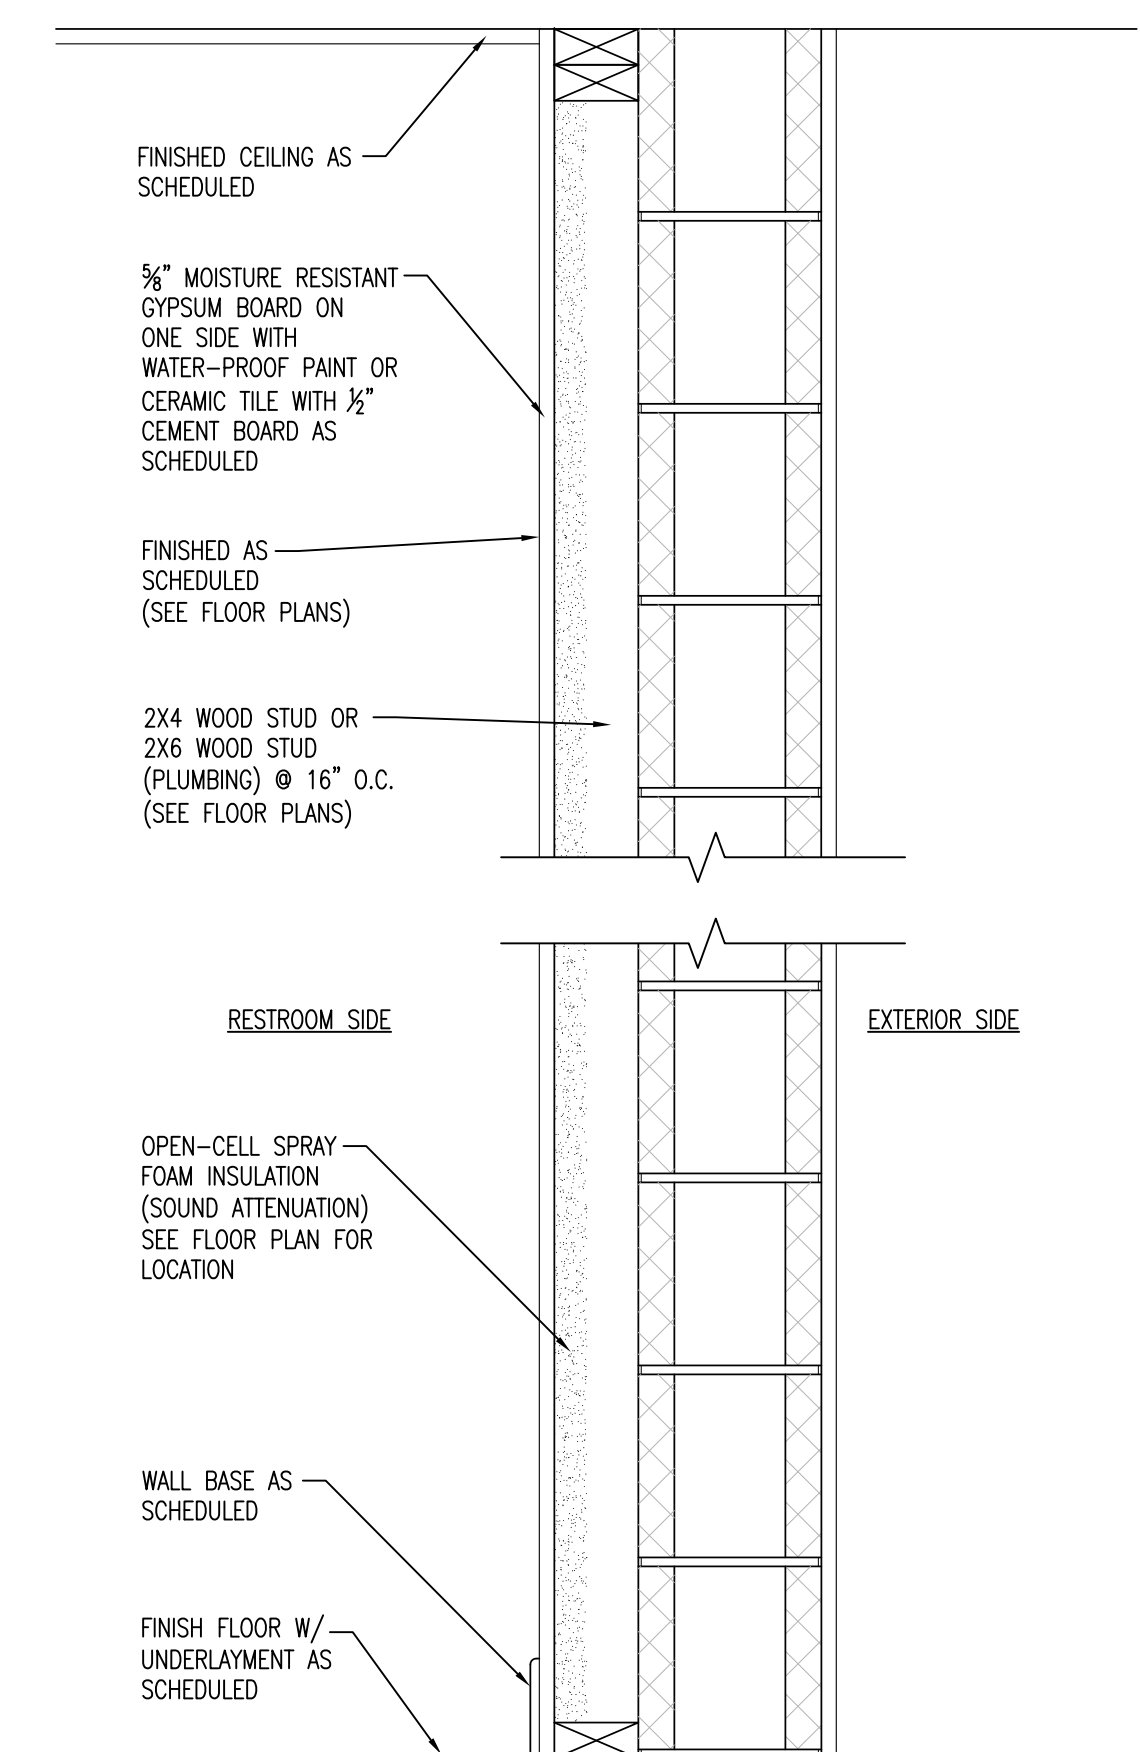 FINISHED CEILING AS
SCHEDULED
⅝" MOISTURE RESISTANT
GYPSUM BOARD ON
ONE SIDE WITH
WATER-PROOF PAINT OR
CERAMIC TILE WITH ½"
CEMENT BOARD AS
SCHEDULED
FINISHED AS
SCHEDULED
(SEE FLOOR PLANS)
2X4 WOOD STUD OR
2X6 WOOD STUD
(PLUMBING) @ 16" O.C.
(SEE FLOOR PLANS)
RESTROOM SIDE
EXTERIOR SIDE
OPEN-CELL SPRAY
FOAM INSULATION
(SOUND ATTENUATION)
SEE FLOOR PLAN FOR
LOCATION
WALL BASE AS
SCHEDULED
FINISH FLOOR W/
UNDERLAYMENT AS
SCHEDULED